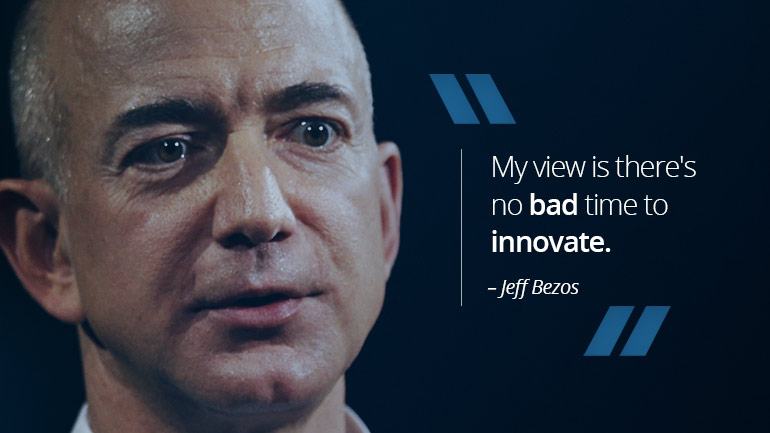 My view is there's
no bad time to
innovate.
– Jeff Bezos